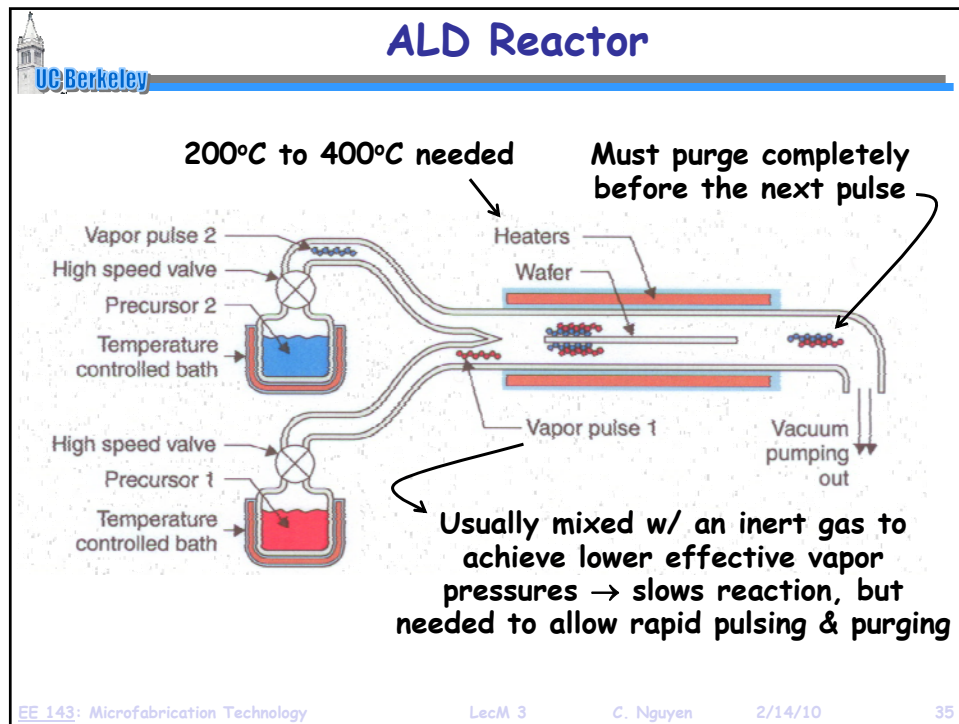 ALD Reactor
UC Berkeley
200°C to 400°C needed
Must purge completely
before the next pulse
Vapor pulse 2
High speed valve
Precursor 2
Temperature
controlled bath
Heaters
Wafer
High speed valve
Precursor 1
Temperature
controlled bath
Vapor pulse 1
Vacuum
pumping
out
Usually mixed w/ an inert gas to
achieve lower effective vapor
pressures → slows reaction, but
needed to allow rapid pulsing & purging
EE 143: Microfabrication Technology LecM 3 C. Nguyen 2/14/10 35